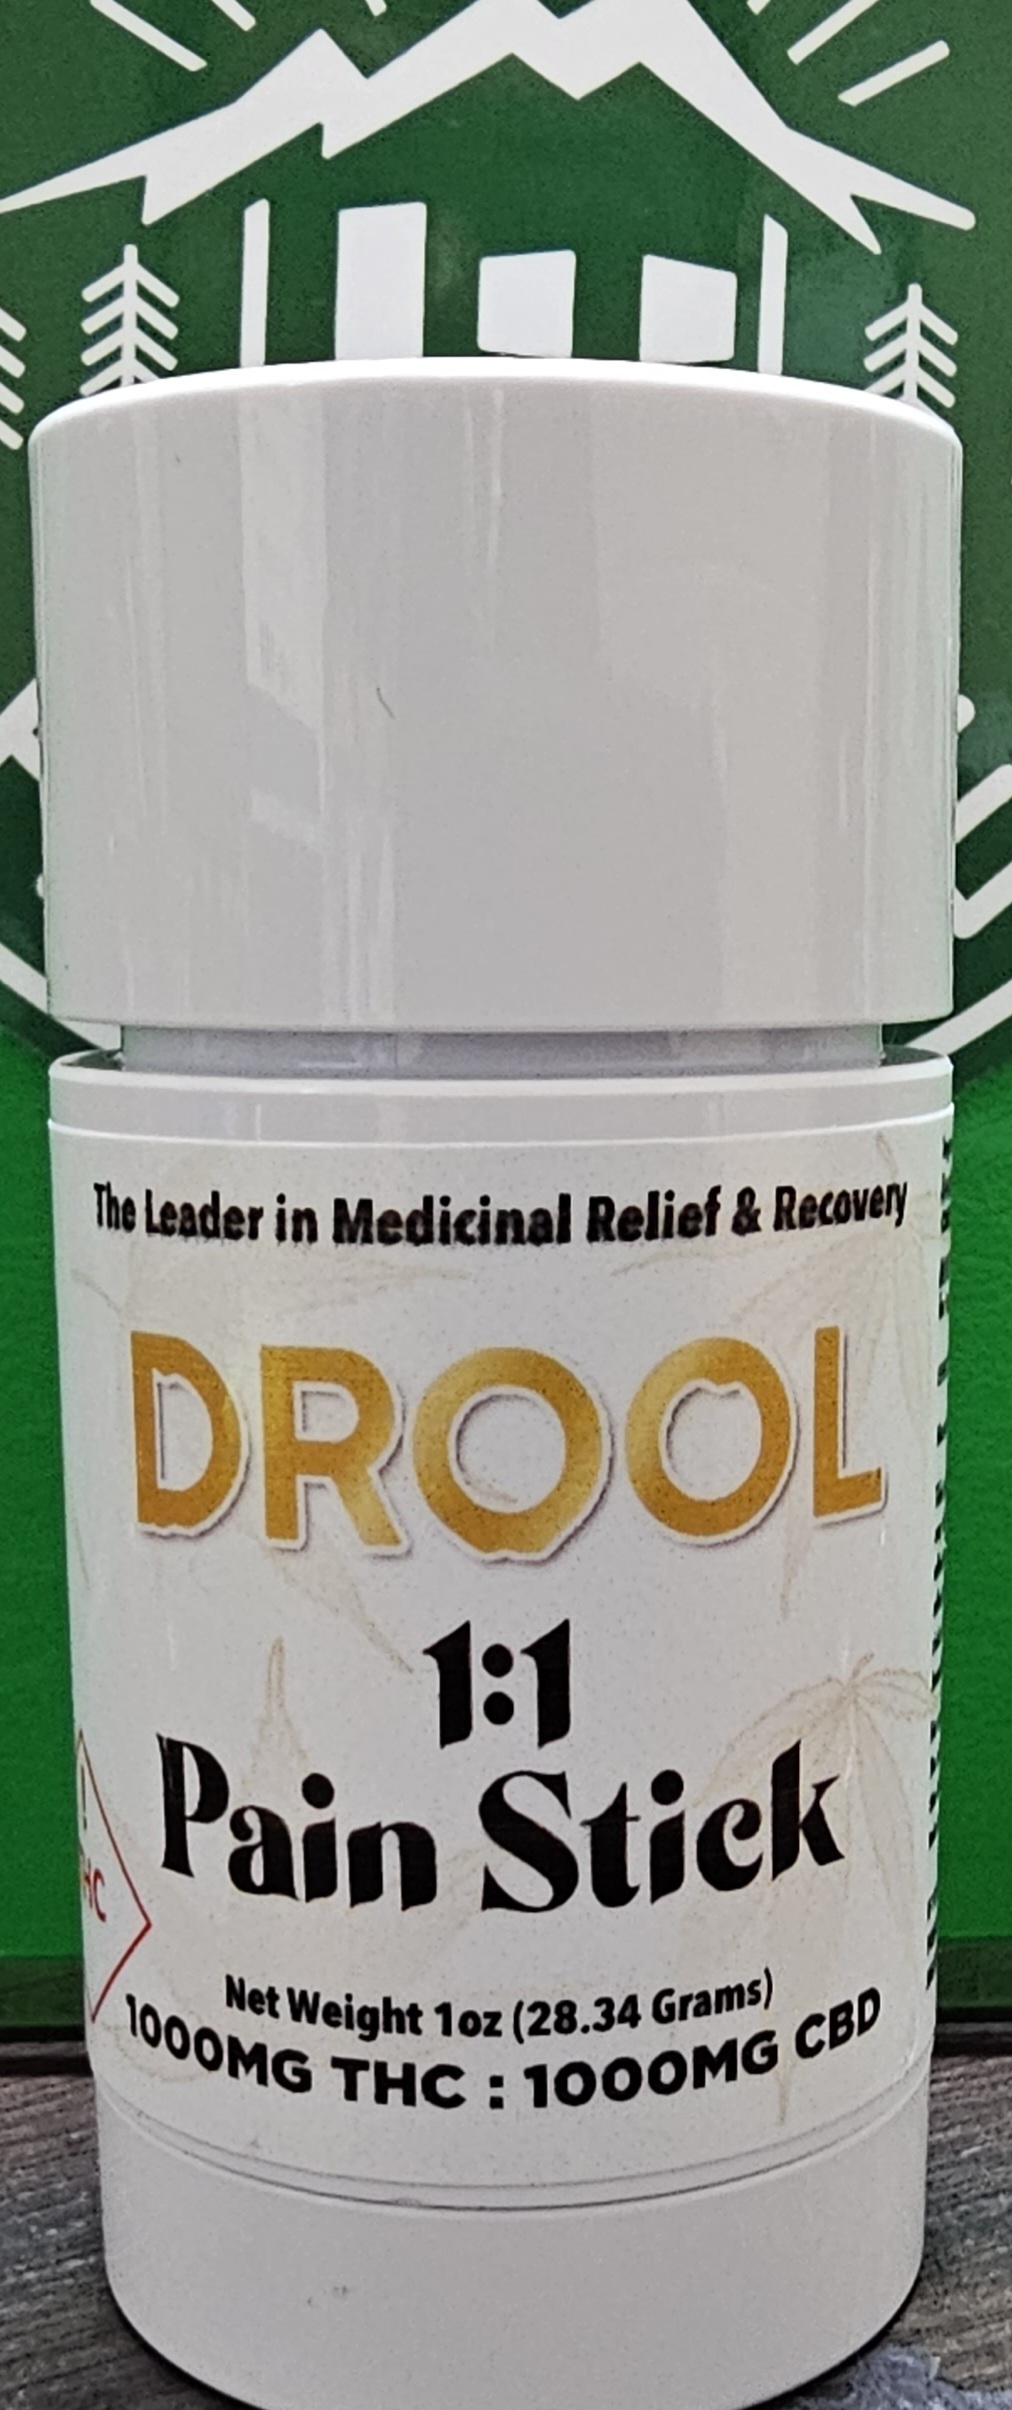 The Leader in Medicinal Relief & Recovery
DROOL
1:1
Pain Stick
Net Weight 1oz (28.34 Grams)
1000MG THC : 1000MG CBD
!